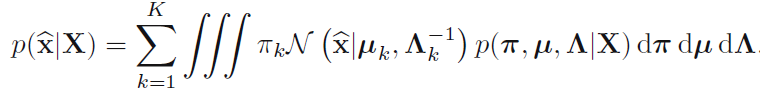 p(x̂|X) = ∑_{k=1}^{K} ∭ π_k 𝒩 (x̂|μ_k, Λ_k^{-1}) p(π, μ, Λ|X) dπ dμ dΛ.